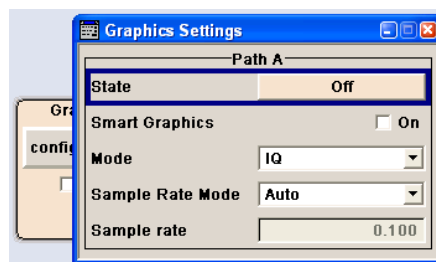 Graphics Settings
Path A
State Off
Smart Graphics On
Mode IQ
Sample Rate Mode Auto
Sample rate 0.100